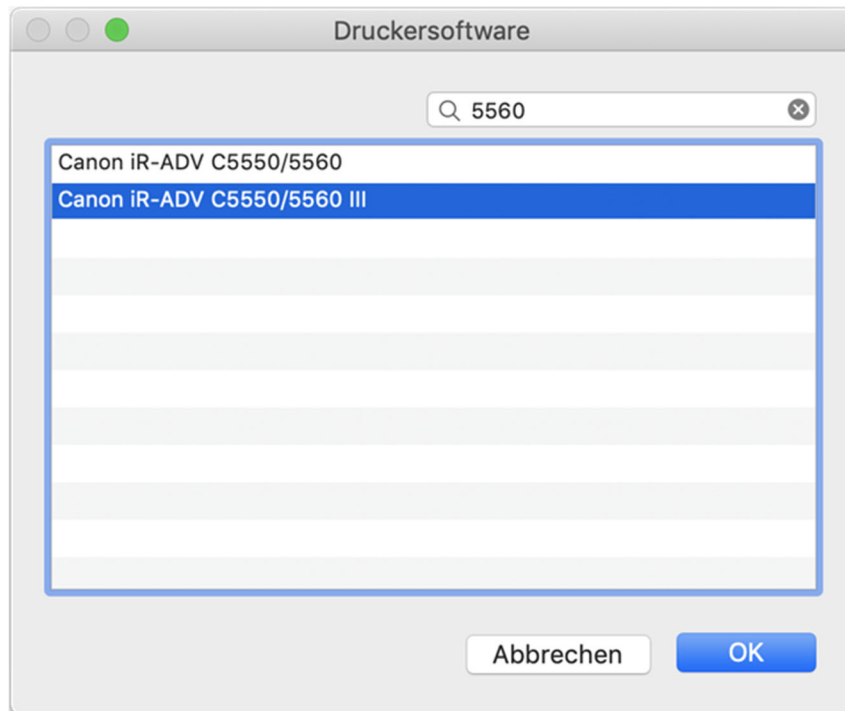 Druckersoftware
5560
Canon iR-ADV C5550/5560
Canon iR-ADV C5550/5560 III
Abbrechen
OK